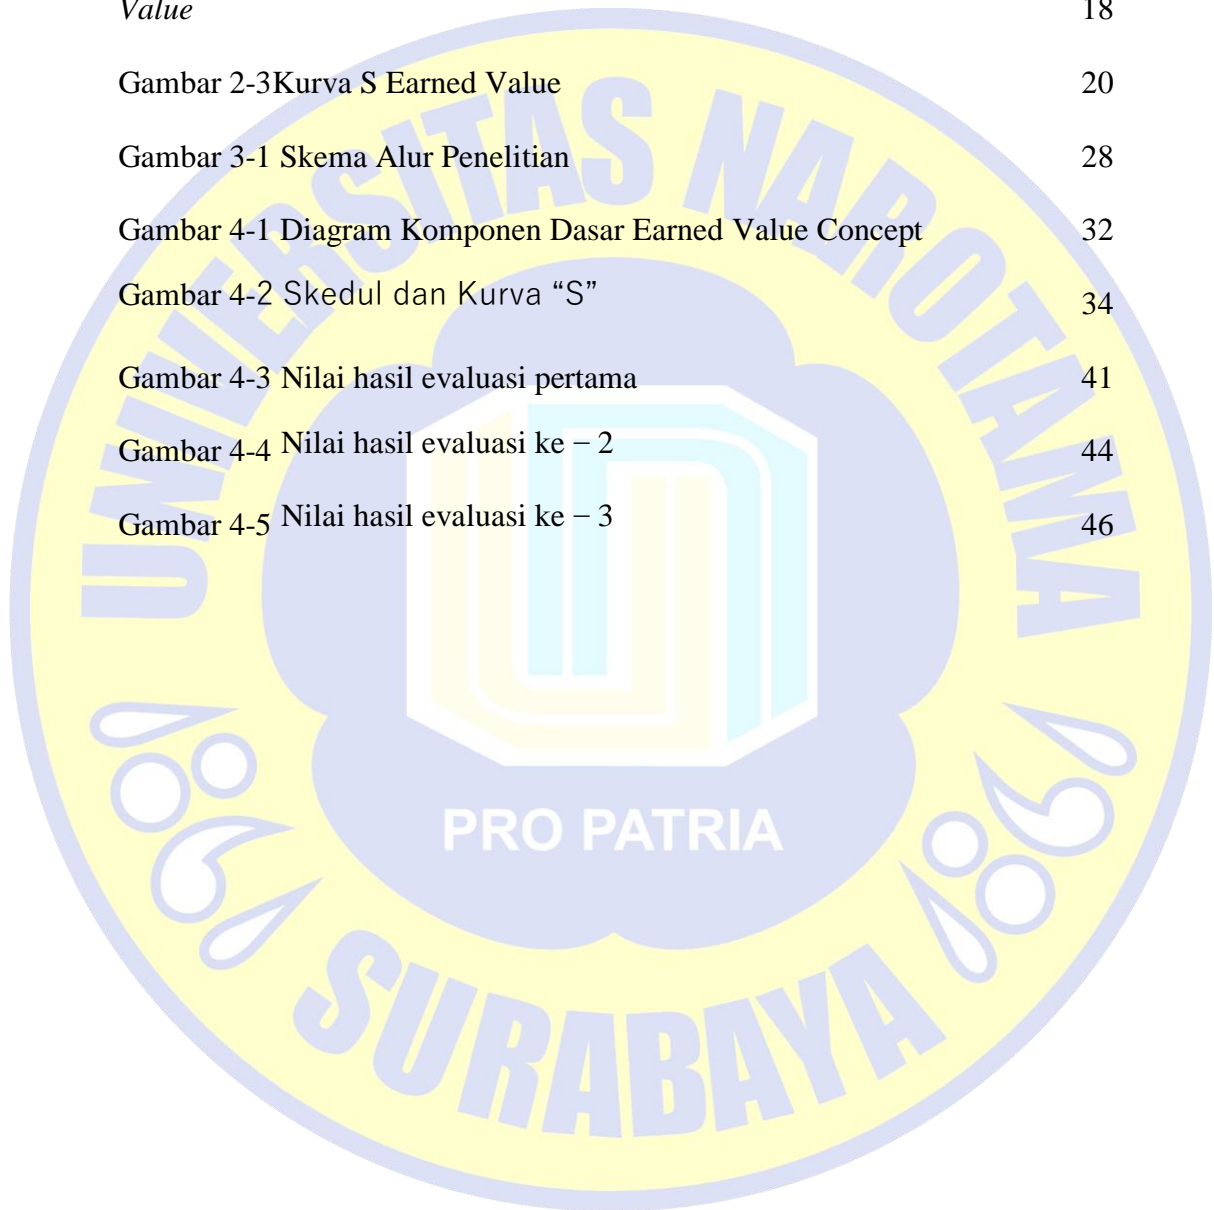 Value 18
Gambar 2-3Kurva S Earned Value 20
Gambar 3-1 Skema Alur Penelitian 28
Gambar 4-1 Diagram Komponen Dasar Earned Value Concept 32
Gambar 4-2 Skedul dan Kurva “S” 34
Gambar 4-3 Nilai hasil evaluasi pertama 41
Gambar 4-4 Nilai hasil evaluasi ke – 2 44
Gambar 4-5 Nilai hasil evaluasi ke – 3 46
UNIVERSITAS NAROTAMA
PRO PATRIA
SURABAYA